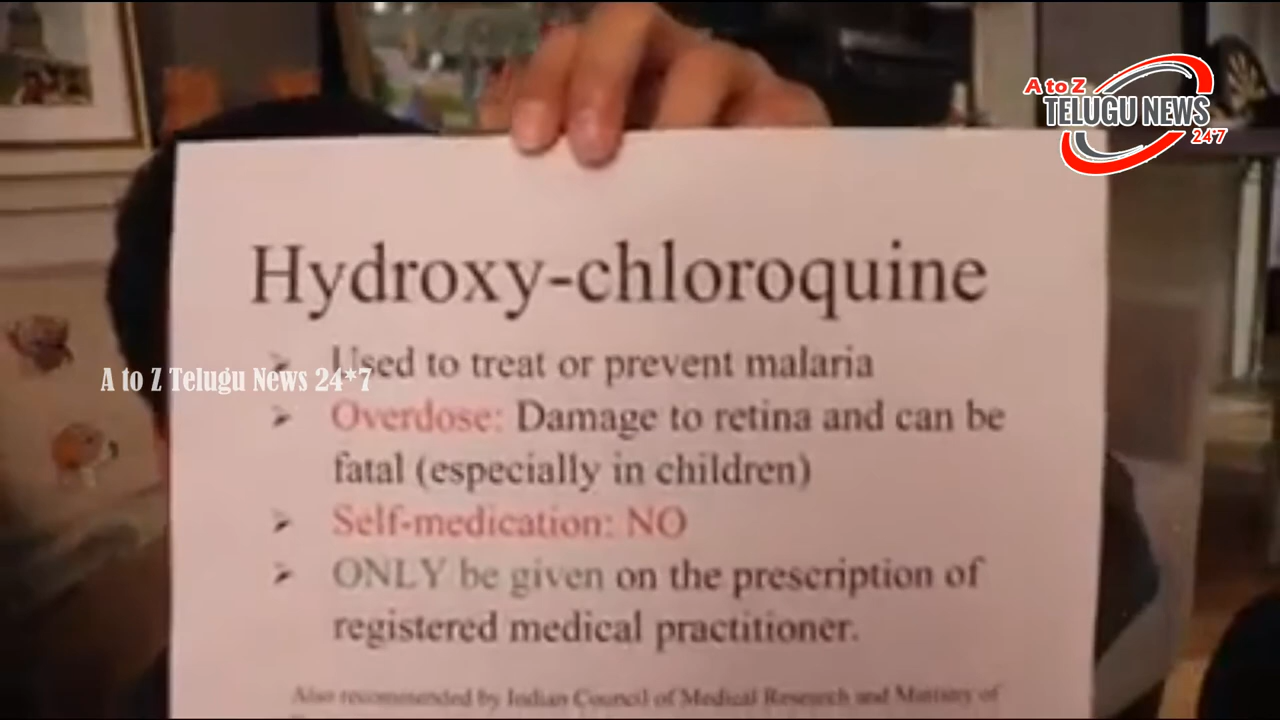 A to Z
TELUGU NEWS
24*7
Hydroxy-chloroquine
➢ Used to treat or prevent malaria
A to Z Telugu News 24*7
➢ Overdose: Damage to retina and can be
fatal (especially in children)
➢ Self-medication: NO
➢ ONLY be given on the prescription of
registered medical practitioner.
Also recommended by Indian Council of Medical Research and Ministry of